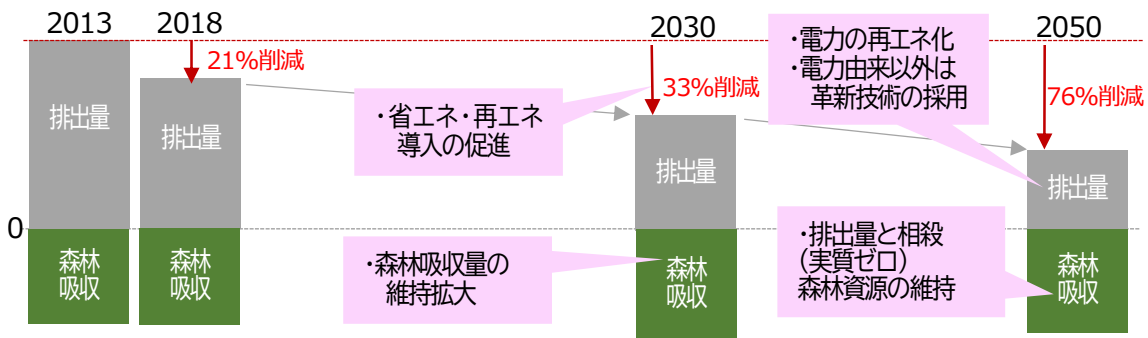 2013
2018
2030
2050
21%削減
33%削減
76%削減
・電力の再エネ化
・電力由来以外は
革新技術の採用
・省エネ・再エネ
導入の促進
排出量
排出量
排出量
排出量
0
森林
吸収
森林
吸収
・森林吸収量の
維持拡大
森林
吸収
・排出量と相殺
(実質ゼロ)
森林資源の維持
森林
吸収